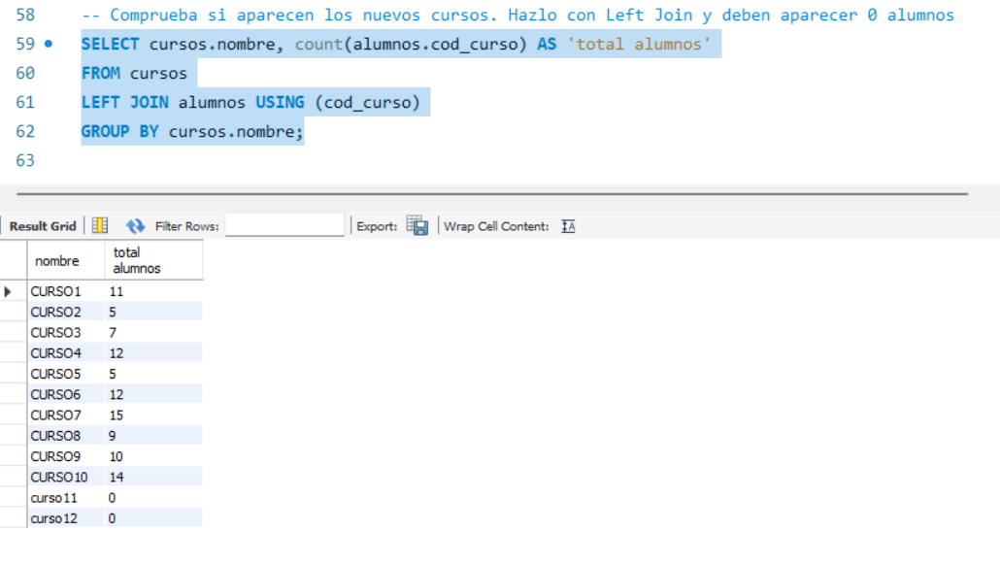 58 -- Comprueba si aparecen los nuevos cursos. Hazlo con Left Join y deben aparecer 0 alumnos
59 SELECT cursos.nombre, count(alumnos.cod_curso) AS 'total alumnos'
60 FROM cursos
61 LEFT JOIN alumnos USING (cod_curso)
62 GROUP BY cursos.nombre;
63
Result Grid Filter Rows: Export: Wrap Cell Content: IA
nombre total
alumnos
CURSO1 11
CURSO2 5
CURSO3 7
CURSO4 12
CURSO5 5
CURSO6 12
CURSO7 15
CURSO8 9
CURSO9 10
CURSO10 14
curso11 0
curso12 0